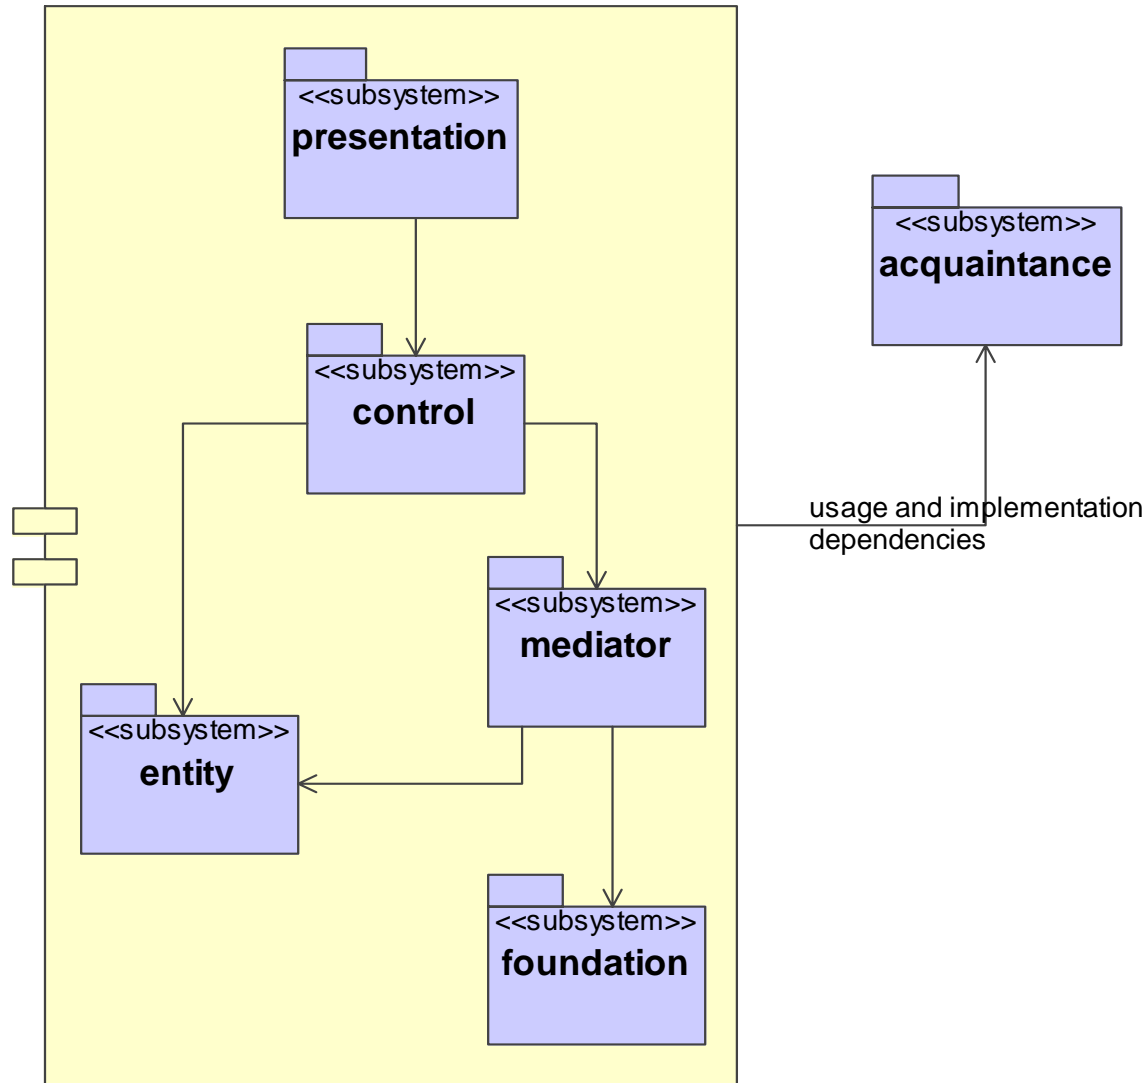 <<subsystem>>
presentation
<<subsystem>>
acquaintance
<<subsystem>>
control
usage and implementation
dependencies
<<subsystem>>
mediator
<<subsystem>>
entity
<<subsystem>>
foundation